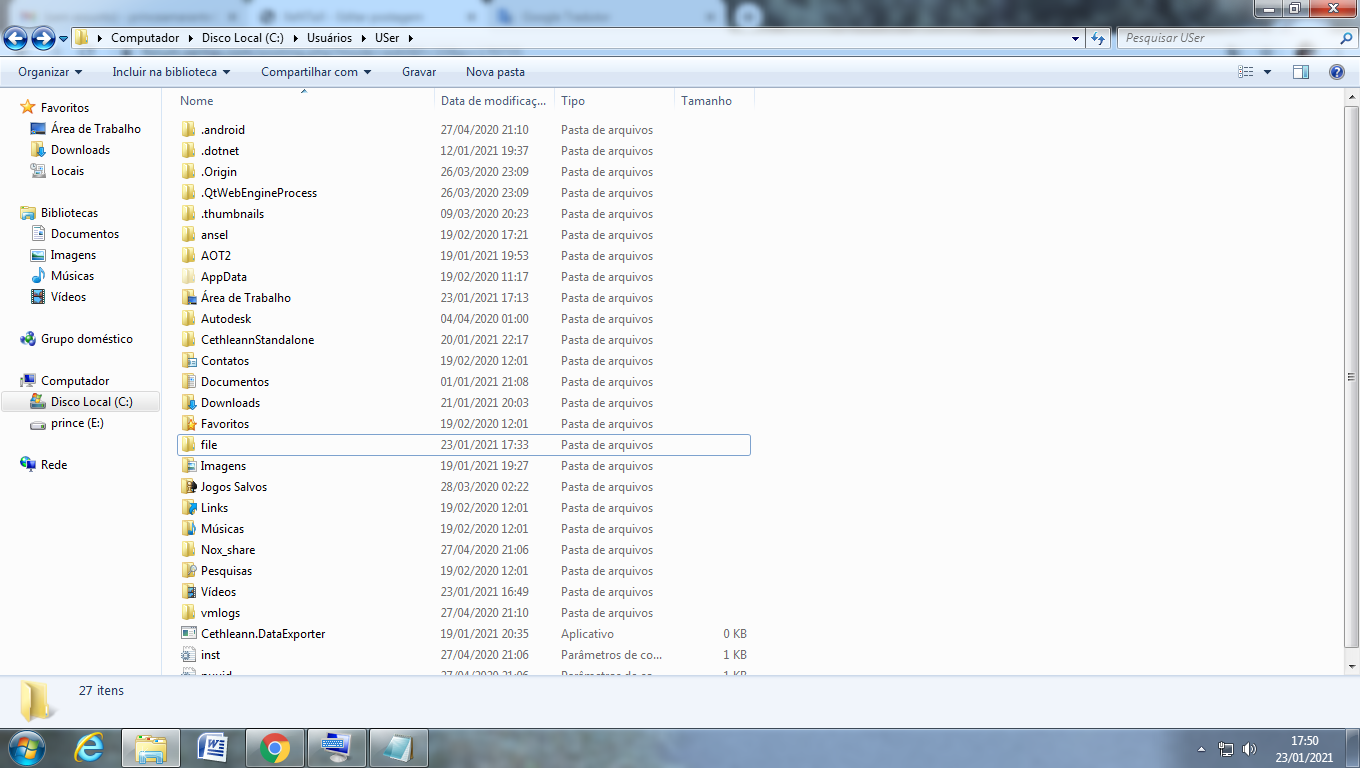 Computador Disco Local (C:) Usuários USer
Pesquisar USer
Organizar Incluir na biblioteca Compartilhar com Gravar Nova pasta
Favoritos
Área de Trabalho
Downloads
Locais
Bibliotecas
Documentos
Imagens
Músicas
Vídeos
Grupo doméstico
Computador
Disco Local (C:)
prince (E:)
Rede
Nome Data de modificaç... Tipo Tamanho
.android 27/04/2020 21:10 Pasta de arquivos
.dotnet 12/01/2021 19:37 Pasta de arquivos
.Origin 26/03/2020 23:09 Pasta de arquivos
.QtWebEngineProcess 26/03/2020 23:09 Pasta de arquivos
.thumbnails 09/03/2020 20:23 Pasta de arquivos
ansel 19/02/2020 17:21 Pasta de arquivos
AOT2 19/01/2021 19:53 Pasta de arquivos
AppData 19/02/2020 11:17 Pasta de arquivos
Área de Trabalho 23/01/2021 17:13 Pasta de arquivos
Autodesk 04/04/2020 01:00 Pasta de arquivos
CethleannStandalone 20/01/2021 22:17 Pasta de arquivos
Contatos 19/02/2020 12:01 Pasta de arquivos
Documentos 01/01/2021 21:08 Pasta de arquivos
Downloads 21/01/2021 20:03 Pasta de arquivos
Favoritos 19/02/2020 12:01 Pasta de arquivos
file 23/01/2021 17:33 Pasta de arquivos
Imagens 19/01/2021 19:27 Pasta de arquivos
Jogos Salvos 28/03/2020 02:22 Pasta de arquivos
Links 19/02/2020 12:01 Pasta de arquivos
Músicas 19/02/2020 12:01 Pasta de arquivos
Nox_share 27/04/2020 21:06 Pasta de arquivos
Pesquisas 19/02/2020 12:01 Pasta de arquivos
Vídeos 23/01/2021 16:49 Pasta de arquivos
vmlogs 27/04/2020 21:10 Pasta de arquivos
Cethleann.DataExporter 19/01/2021 20:35 Aplicativo 0 KB
inst 27/04/2020 21:06 Parâmetros de co... 1 KB
27/04/2020 21:06 Parâmetros de co... 1 KB
27 itens
17:50
23/01/2021